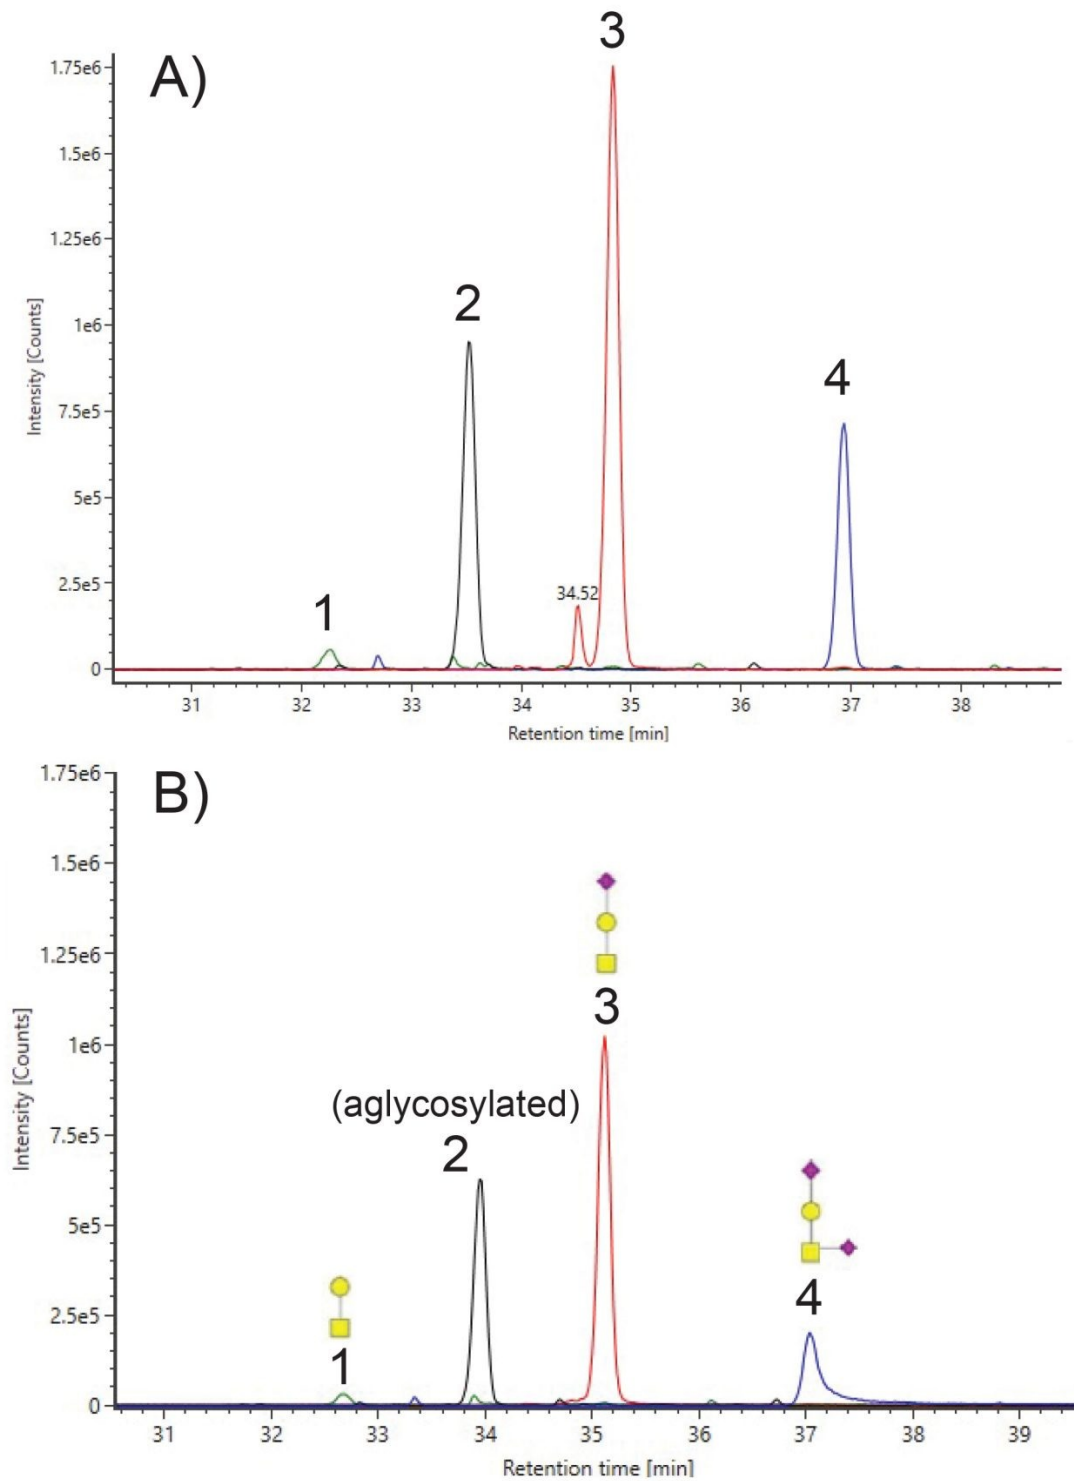 A)
3
1.75e6
1.5e6
1.25e6
2
1e6
4
7.5e5
5e5
2.5e5
34.52
1
0
31 32 33 34 35 36 37 38
Intensity [Counts]
Retention time [min]
B)
1.75e6
1.5e6
1.25e6
3
1e6
(aglycosylated)
7.5e5
2
5e5
4
2.5e5
1
0
31 32 33 34 35 36 37 38 39
Intensity [Counts]
Retention time [min]